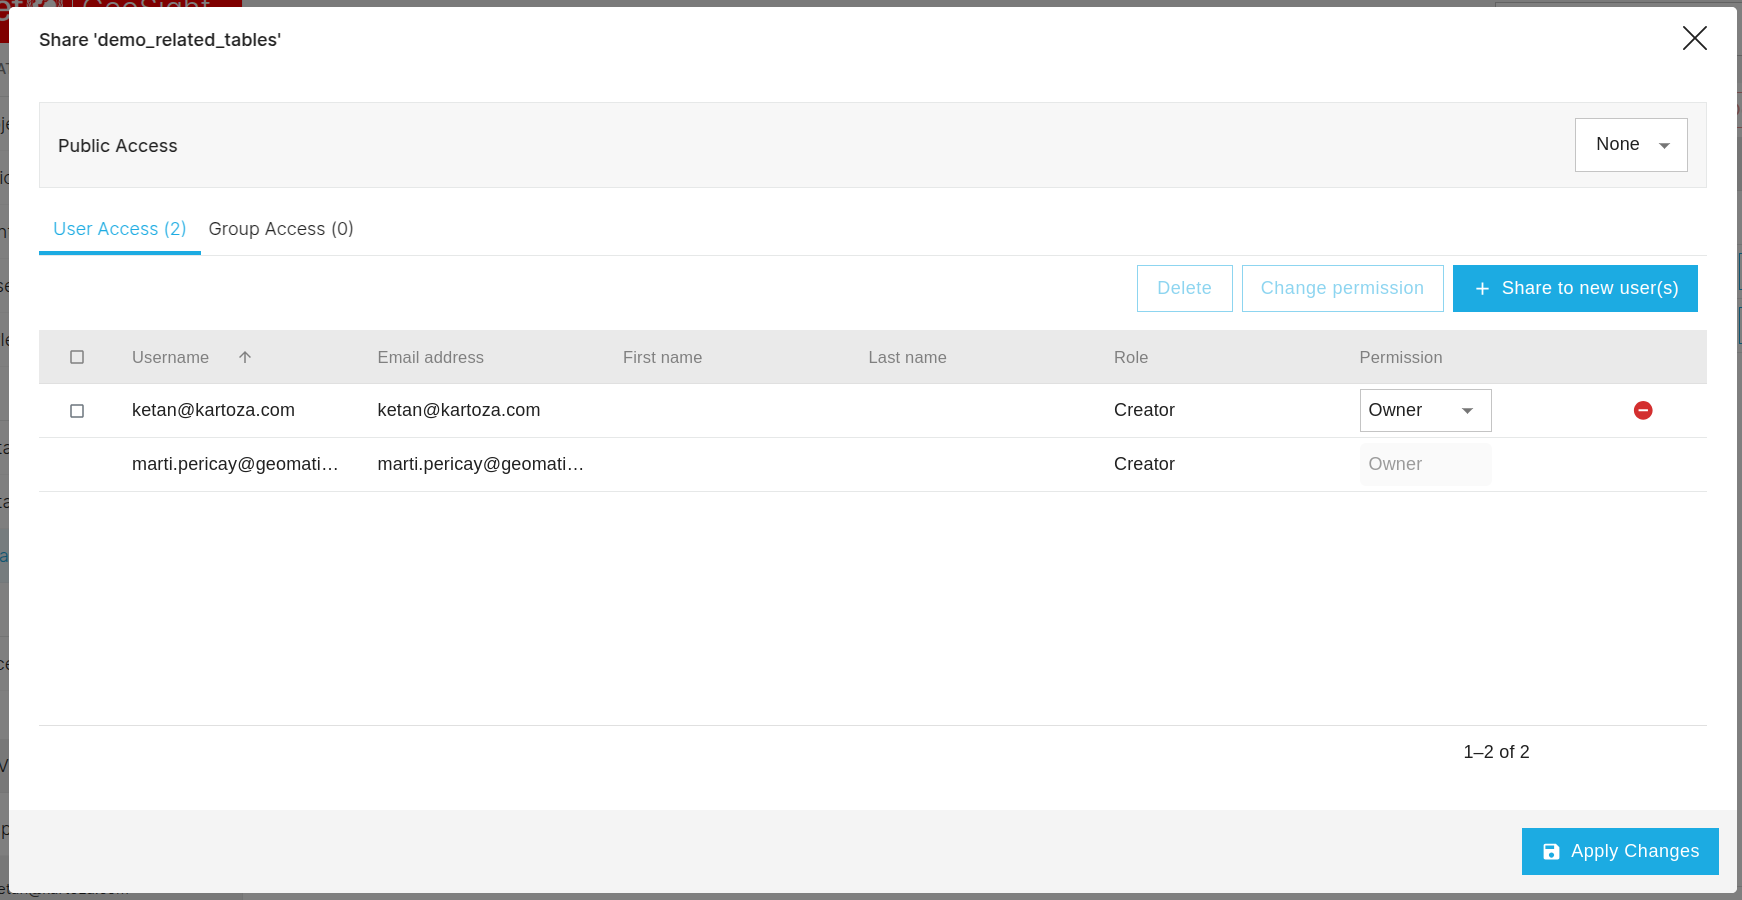 GeoSight
Share 'demo_related_tables'
Public Access
None
User Access (2) Group Access (0)
Delete Change permission + Share to new user(s)
Username Email address First name Last name Role Permission
ketan@kartoza.com ketan@kartoza.com Creator Owner
marti.pericay@geomati… marti.pericay@geomati… Creator Owner
1–2 of 2
Apply Changes